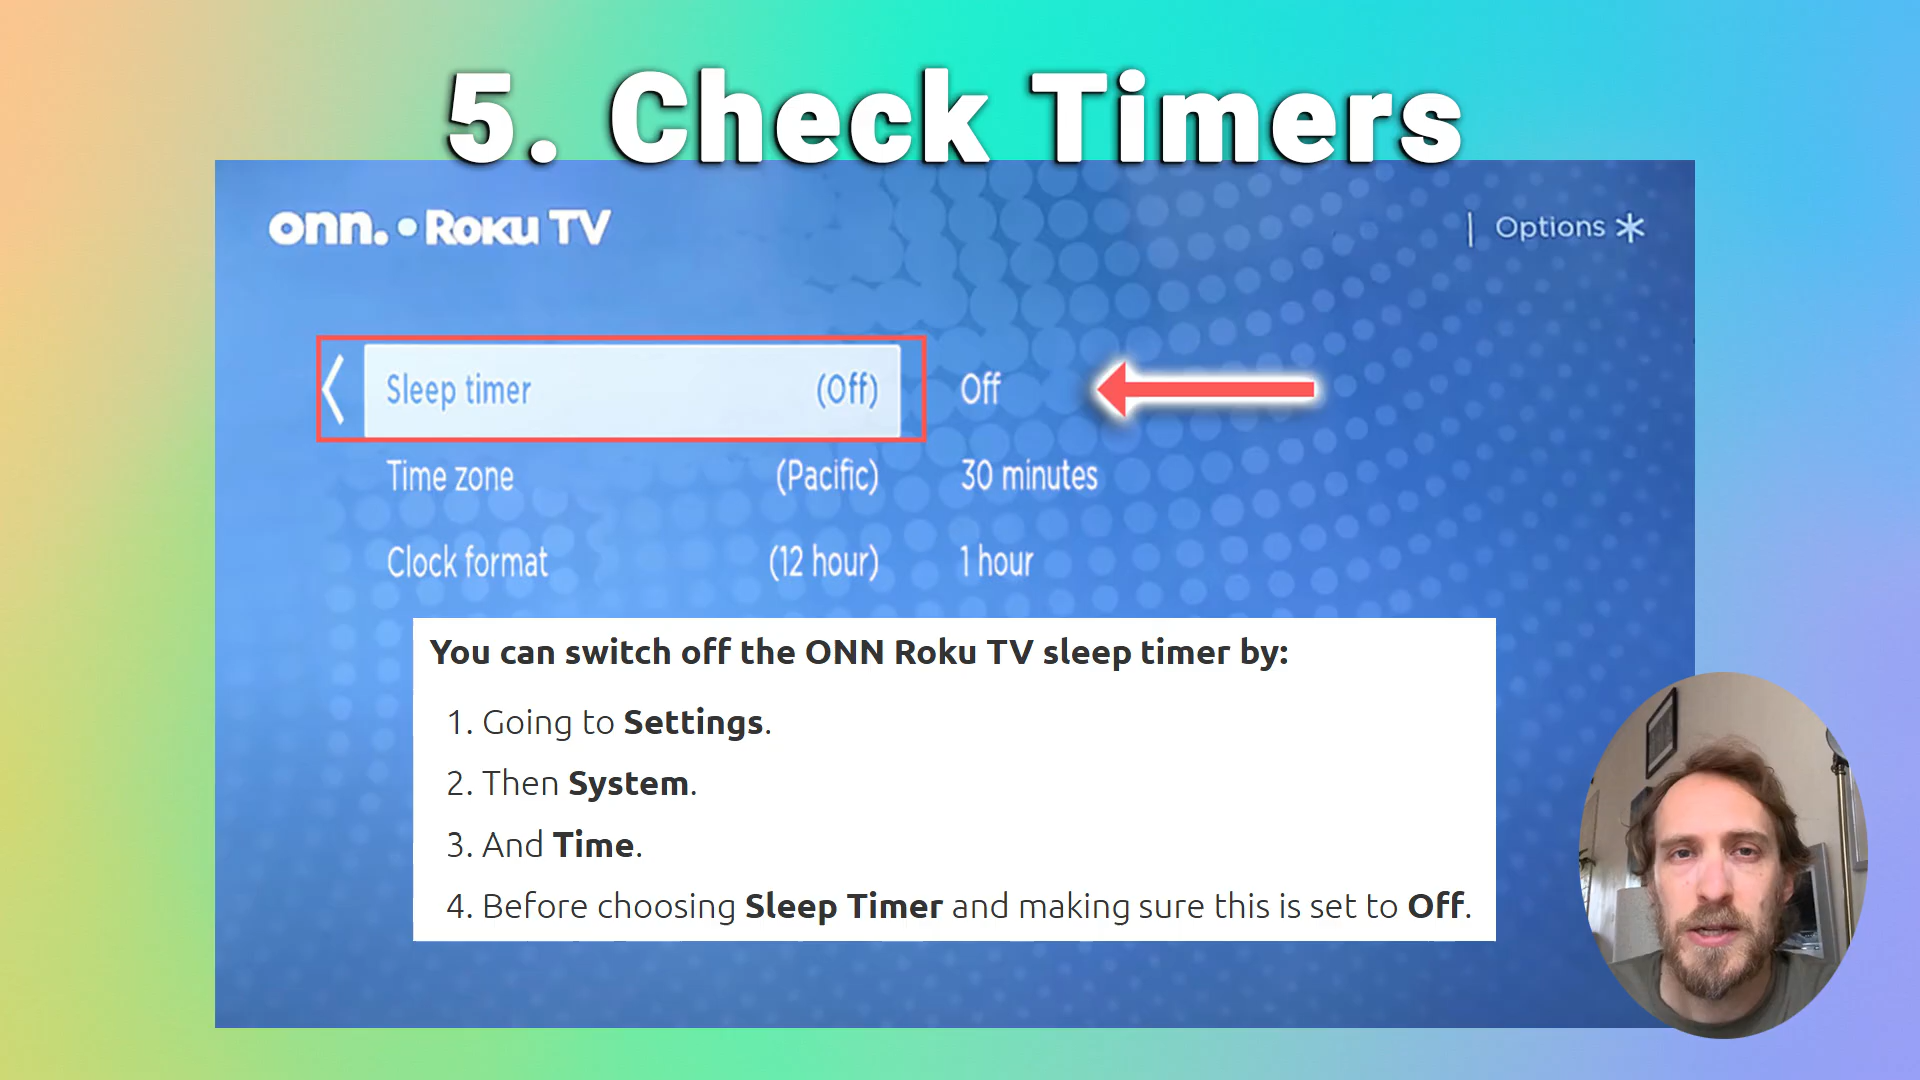 5. Check Timers
onn. • Roku TV
| Options *
Sleep timer (Off) Off
Time zone (Pacific) 30 minutes
Clock format (12 hour) 1 hour
You can switch off the ONN Roku TV sleep timer by:
1. Going to Settings.
2. Then System.
3. And Time.
4. Before choosing Sleep Timer and making sure this is set to Off.